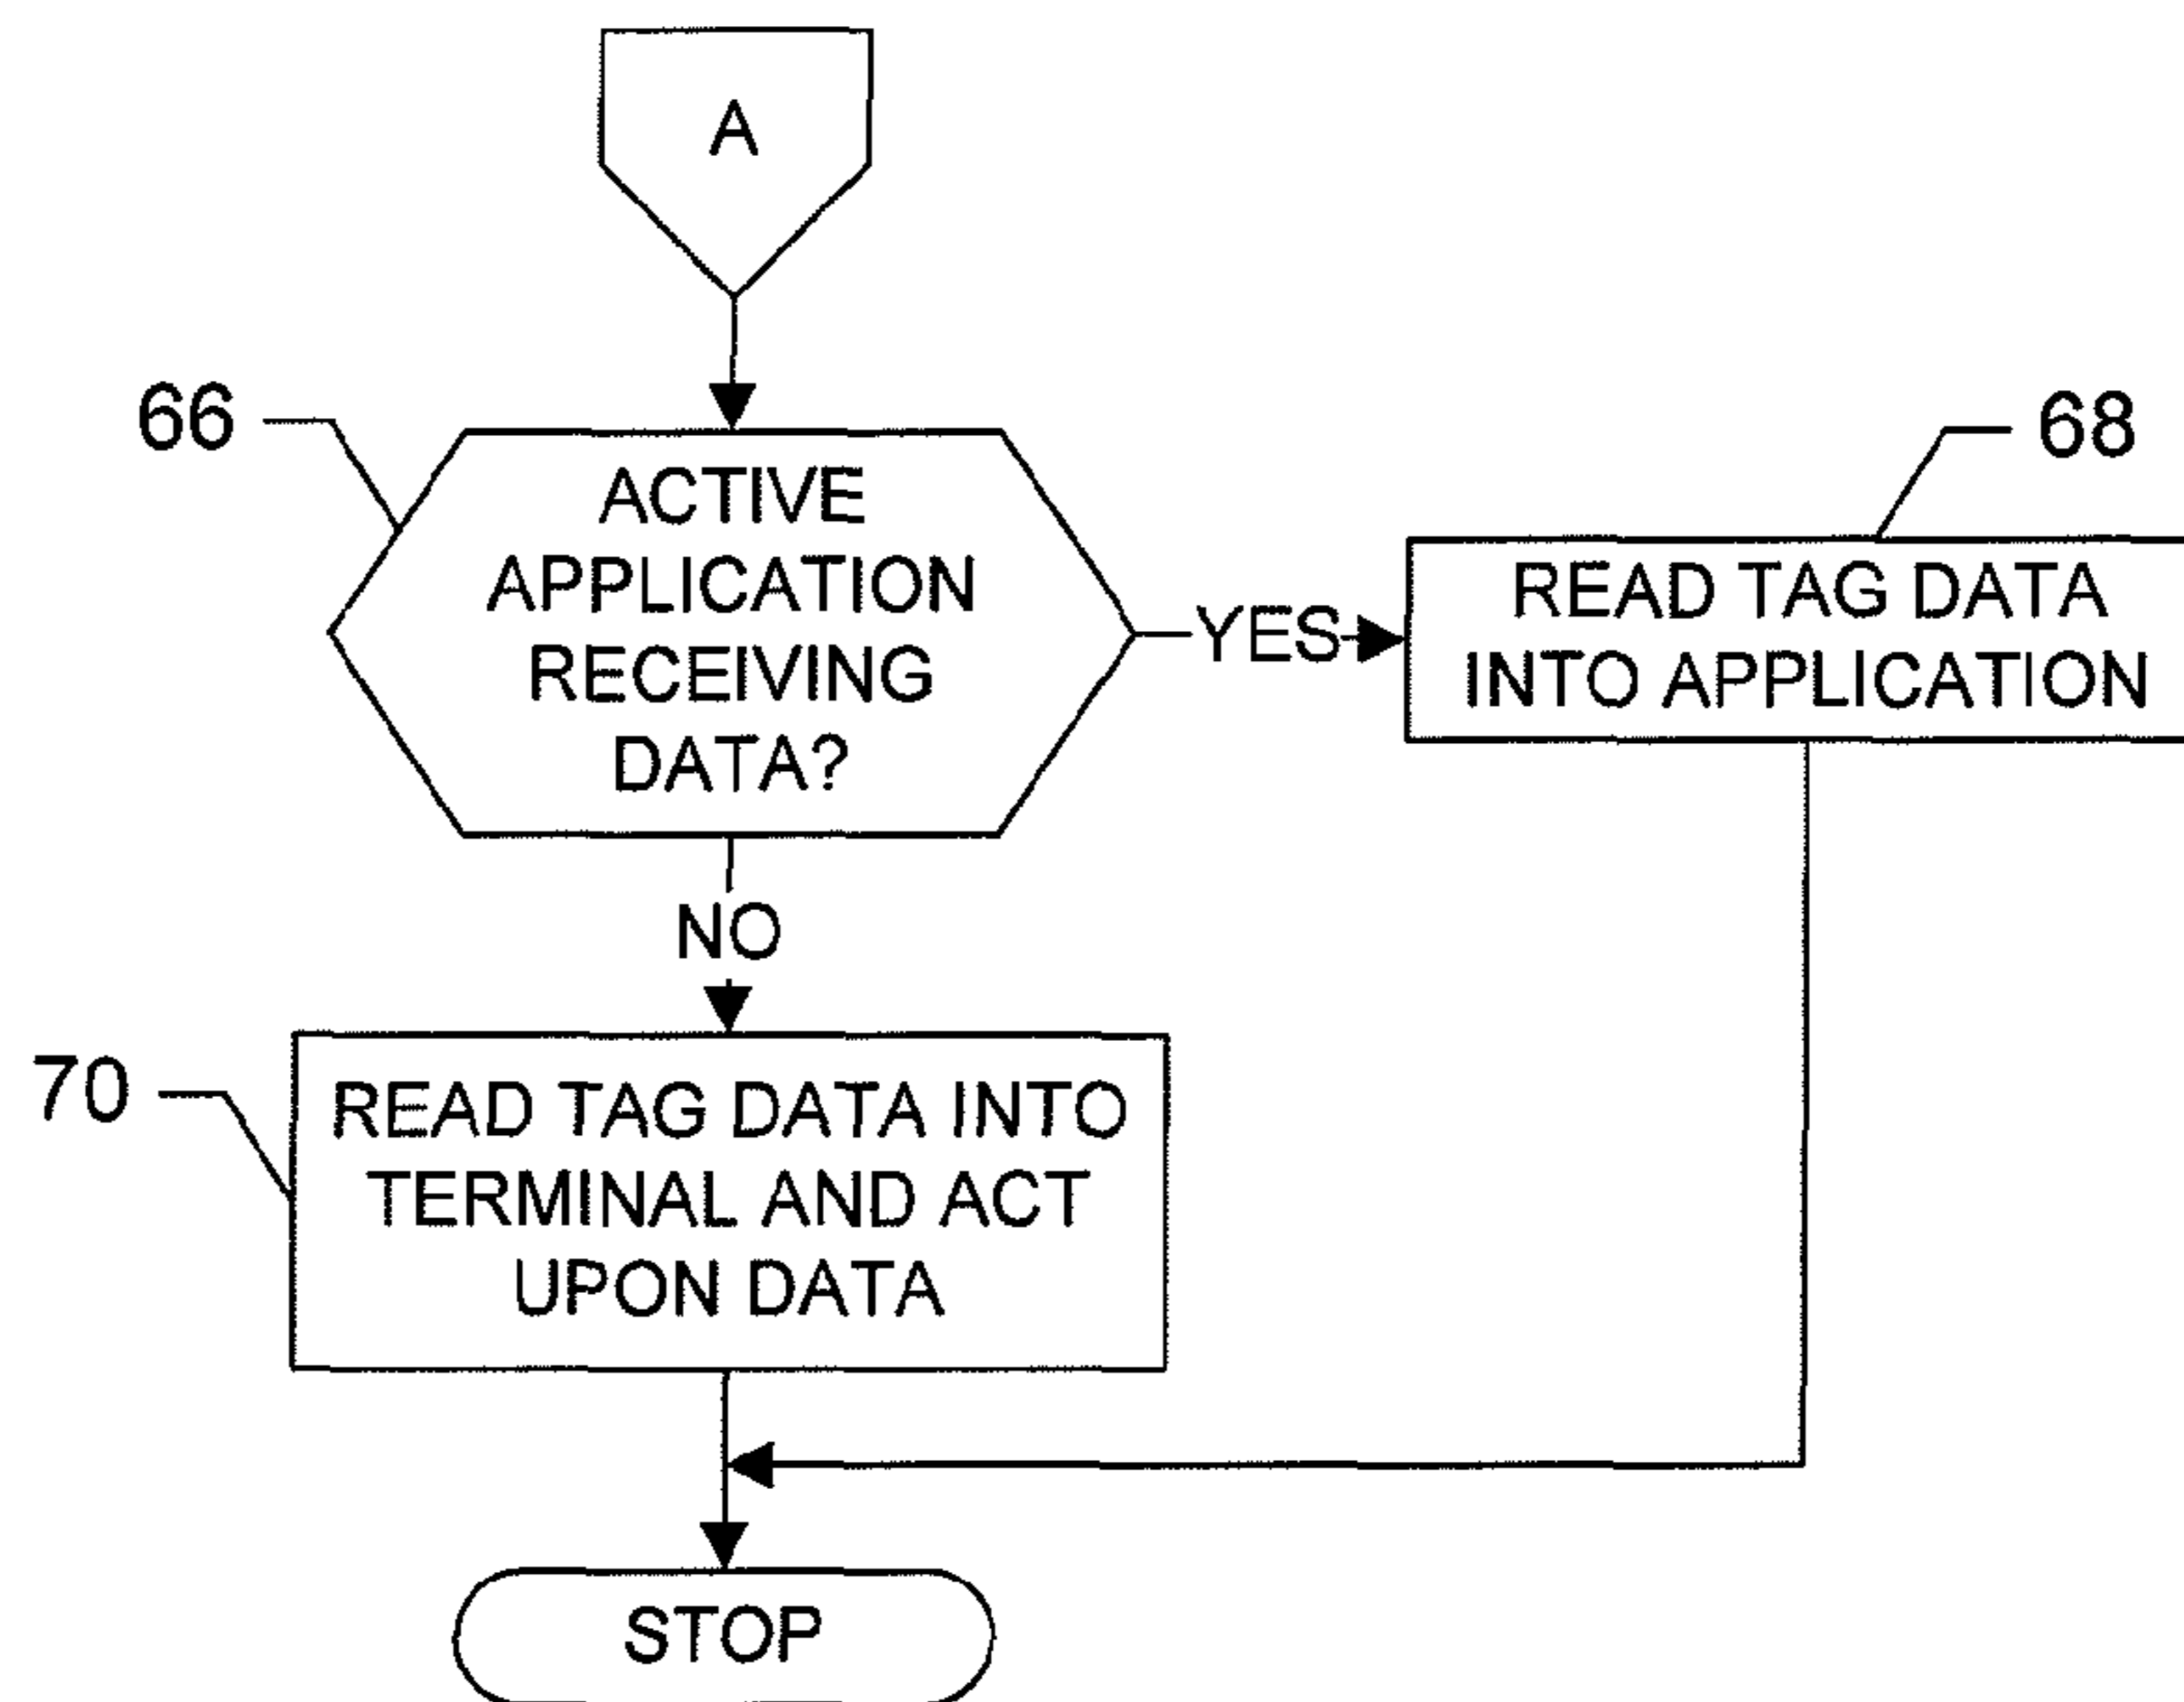 A
66
ACTIVE
APPLICATION
RECEIVING
DATA?
YES
68
READ TAG DATA
INTO APPLICATION
NO
70
READ TAG DATA INTO
TERMINAL AND ACT
UPON DATA
STOP